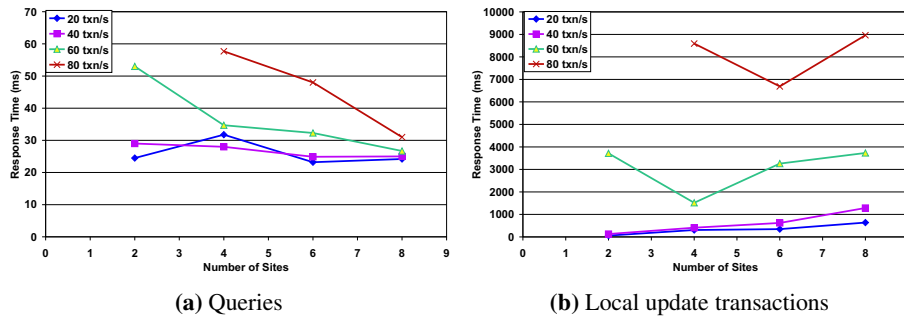 20 txn/s
40 txn/s
60 txn/s
80 txn/s
70
60
50
40
30
20
10
0
Response Time (ms)
0 1 2 3 4 5 6 7 8 9
Number of Sites
(a) Queries
20 txn/s
40 txn/s
60 txn/s
80 txn/s
10000
9000
8000
7000
6000
5000
4000
3000
2000
1000
0
Response Time (ms)
0 1 2 3 4 5 6 7 8
Number of Sites
(b) Local update transactions